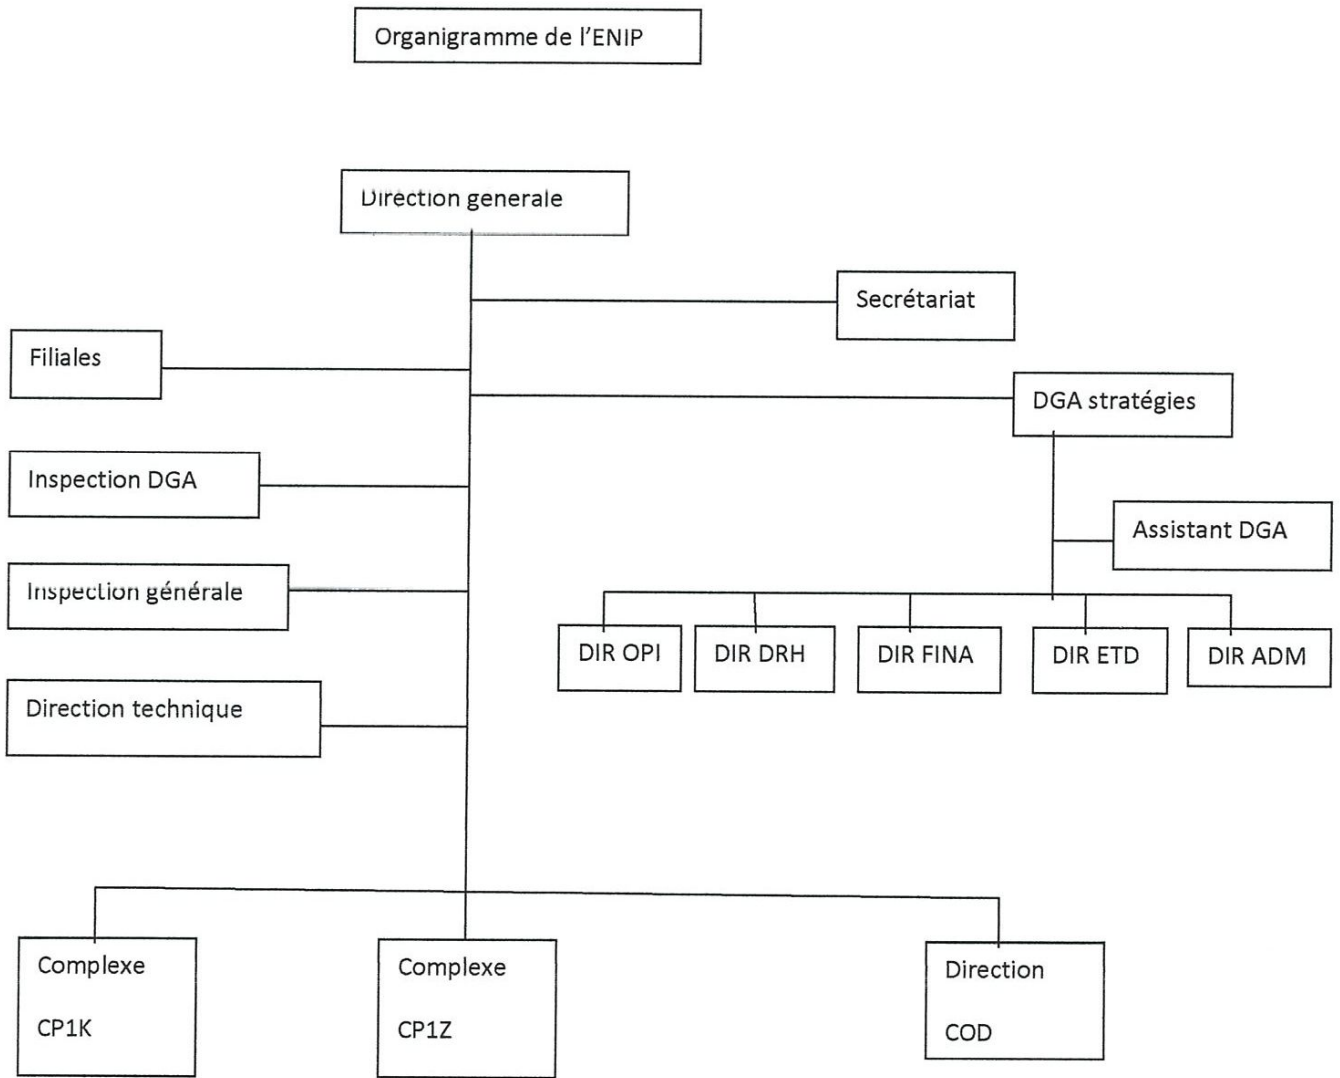 Organigramme de l'ENIP
Direction generale
Secrétariat
Filiales
DGA stratégies
Inspection DGA
Assistant DGA
Inspection générale
DIR OPI
DIR DRH
DIR FINA
DIR ETD
DIR ADM
Direction technique
Complexe
CP1K
Complexe
CP1Z
Direction
COD